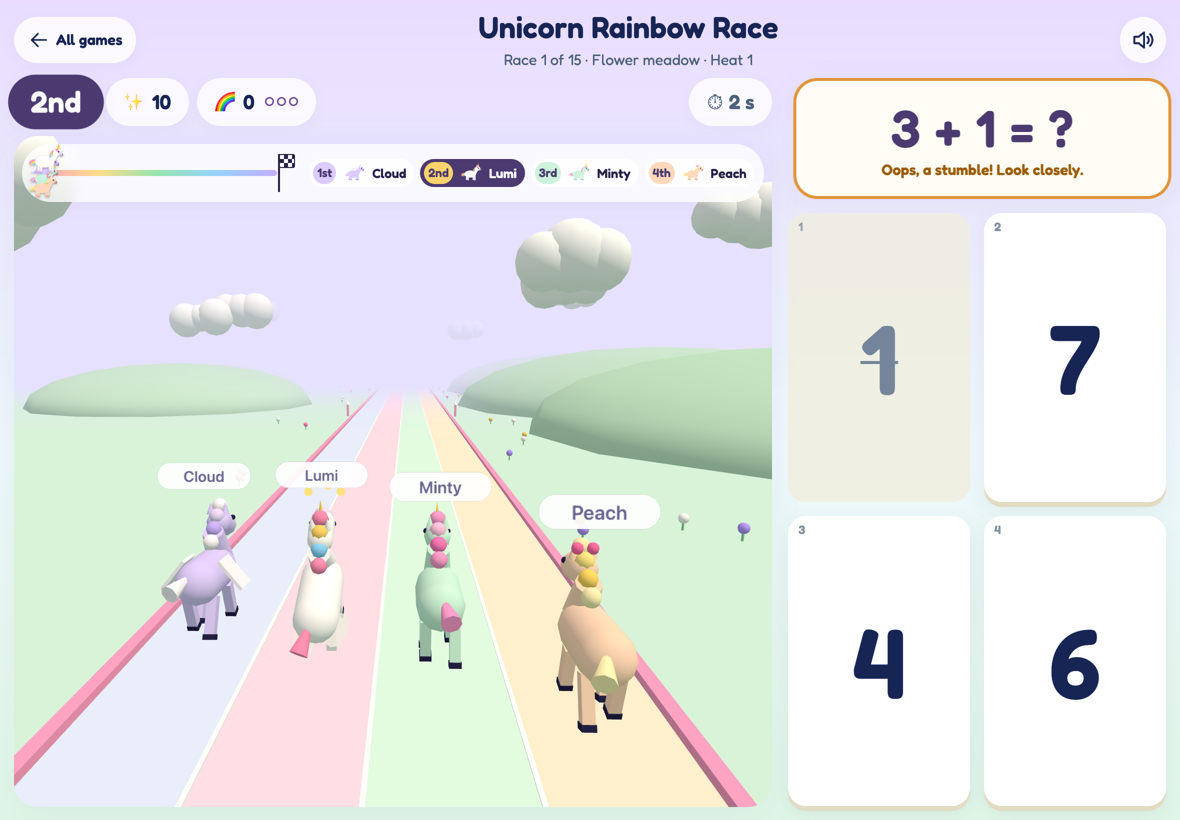 All games
Unicorn Rainbow Race
Race 1 of 15 · Flower meadow · Heat 1
2nd
10
0
2 s
1st Cloud
2nd Lumi
3rd Minty
4th Peach
Cloud
Lumi
Minty
Peach
3 + 1 = ?
Oops, a stumble! Look closely.
1
1
2
7
3
4
4
6